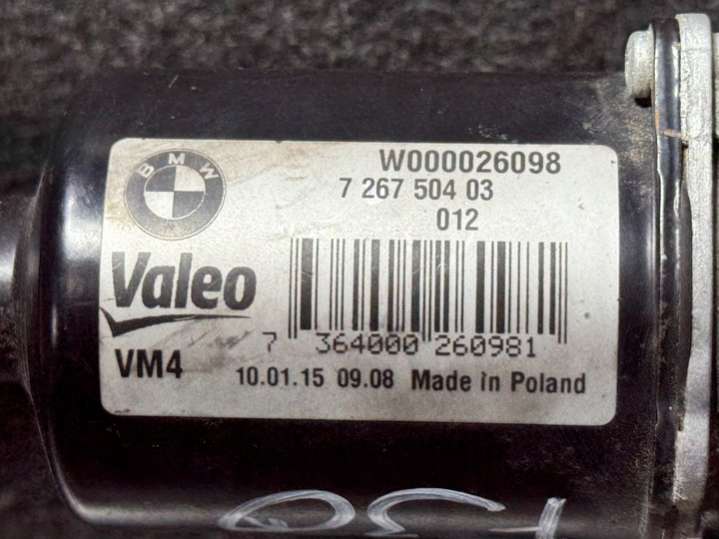 BMW
W000026098
7 267 504 03
012
Valeo
7 364000 260981
VM4
10.01.15 09.08 Made in Poland
F30